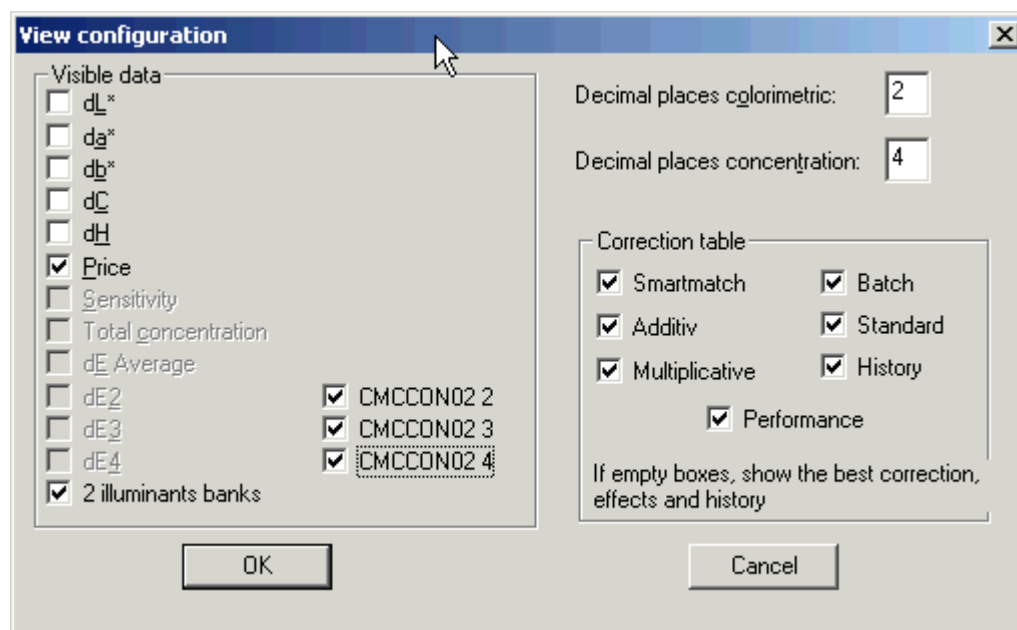 View configuration
Visible data
dL*
da*
db*
dC
dH
Price
Sensitivity
Total concentration
dE Average
dE2
CMCCON02 2
dE3
CMCCON02 3
dE4
CMCCON02 4
2 illuminants banks
Decimal places colorimetric: 2
Decimal places concentration: 4
Correction table
Smartmatch
Batch
Additiv
Standard
Multiplicative
History
Performance
If empty boxes, show the best correction,
effects and history
OK
Cancel